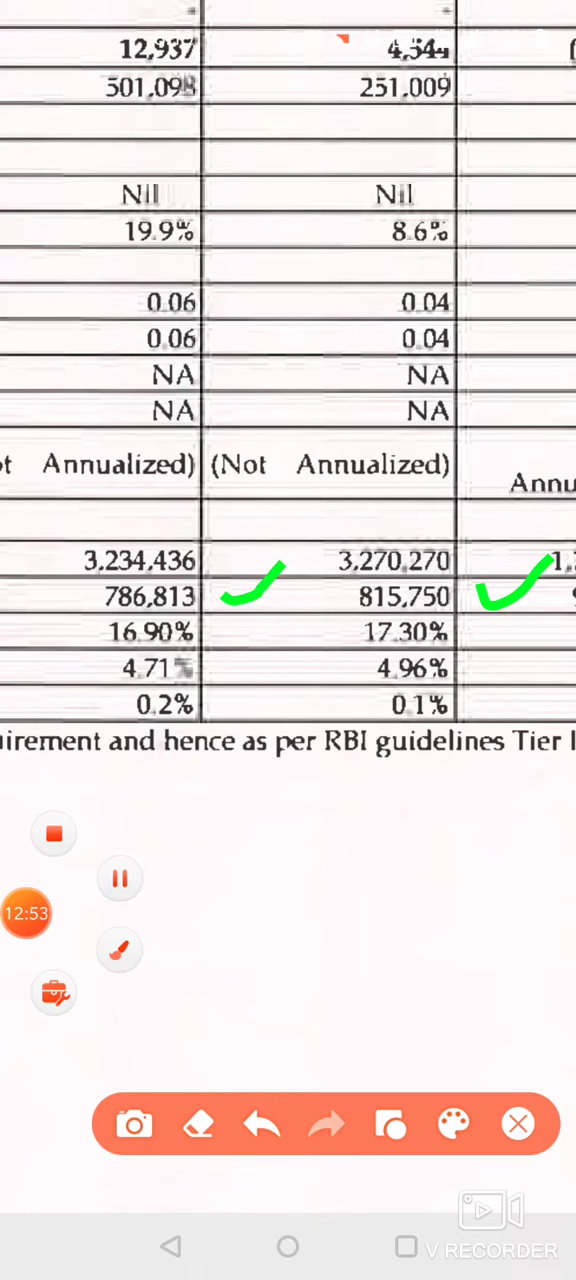 12,937
501,098 251,009
Nil Nil
19.9% 8.6%
0.06 0.04
0.06 0.04
NA NA
NA NA
Annualized) (Not Annualized)
3,234,436 3,270,270
786,813 815,750
16.90% 17.30%
4.71% 4.96%
0.2% 0.1%
and hence as per RBI guidelines Tier
12:53
V RECORDER